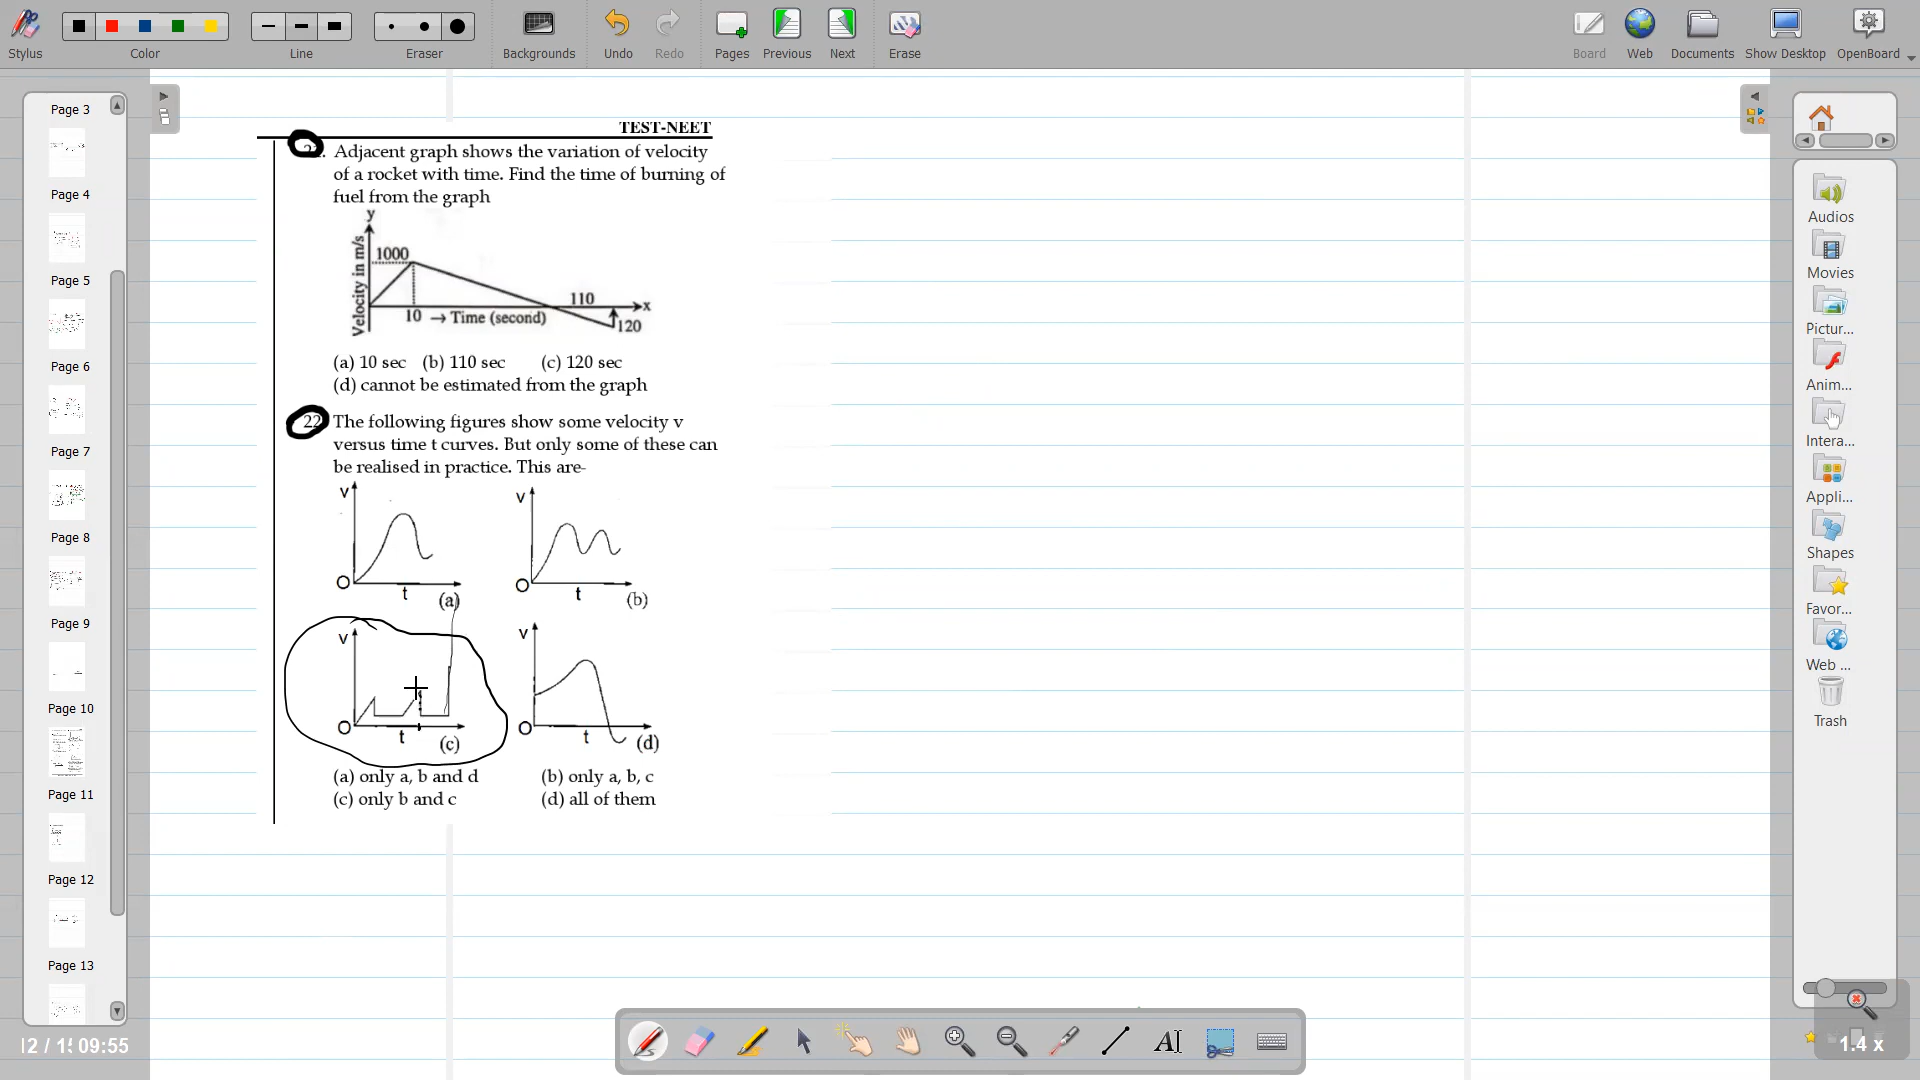 Stylus
Color
Line
Eraser
Backgrounds
Undo
Redo
Pages
Previous
Next
Erase
Board
Web
Documents
Show Desktop
OpenBoard
Page 3
Page 4
Page 5
Page 6
Page 7
Page 8
Page 9
Page 10
Page 11
Page 12
Page 13
09:55
TEST-NEET
Adjacent graph shows the variation of velocity
of a rocket with time. Find the time of burning of
fuel from the graph
y
Velocity in m/s
1000
110
x
10 → Time (second)
120
(a) 10 sec (b) 110 sec (c) 120 sec
(d) cannot be estimated from the graph
22 The following figures show some velocity v
versus time t curves. But only some of these can
be realised in practice. This are-
v
O
t
(a)
v
O
t
(b)
v
O
t
(c)
v
O
t
(d)
(a) only a, b and d (b) only a, b, c
(c) only b and c (d) all of them
Audios
Movies
Pictur...
Anim...
Intera...
Appli...
Shapes
Favor...
Web ...
Trash
1.4 x